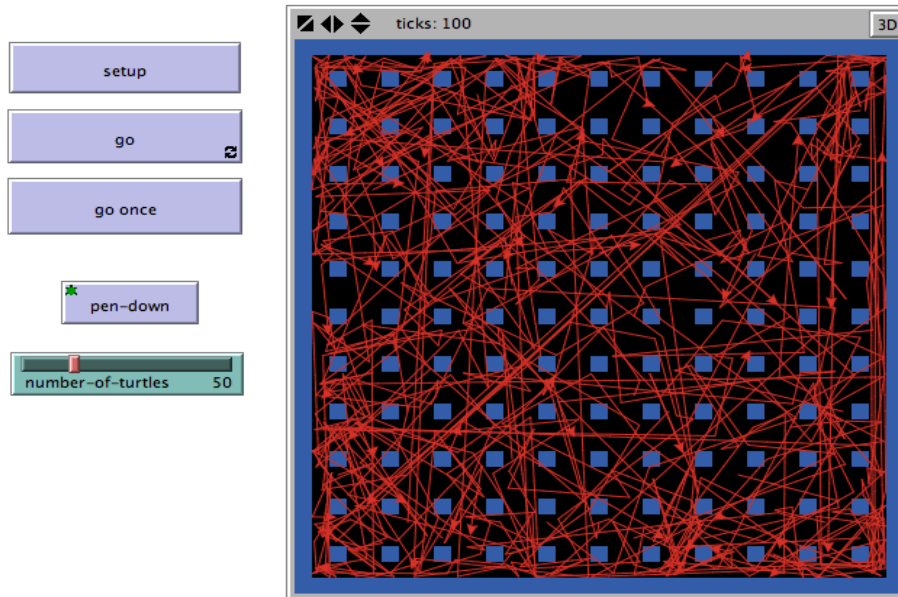 ticks: 100
3D
setup
go
go once
pen-down
number-of-turtles 50